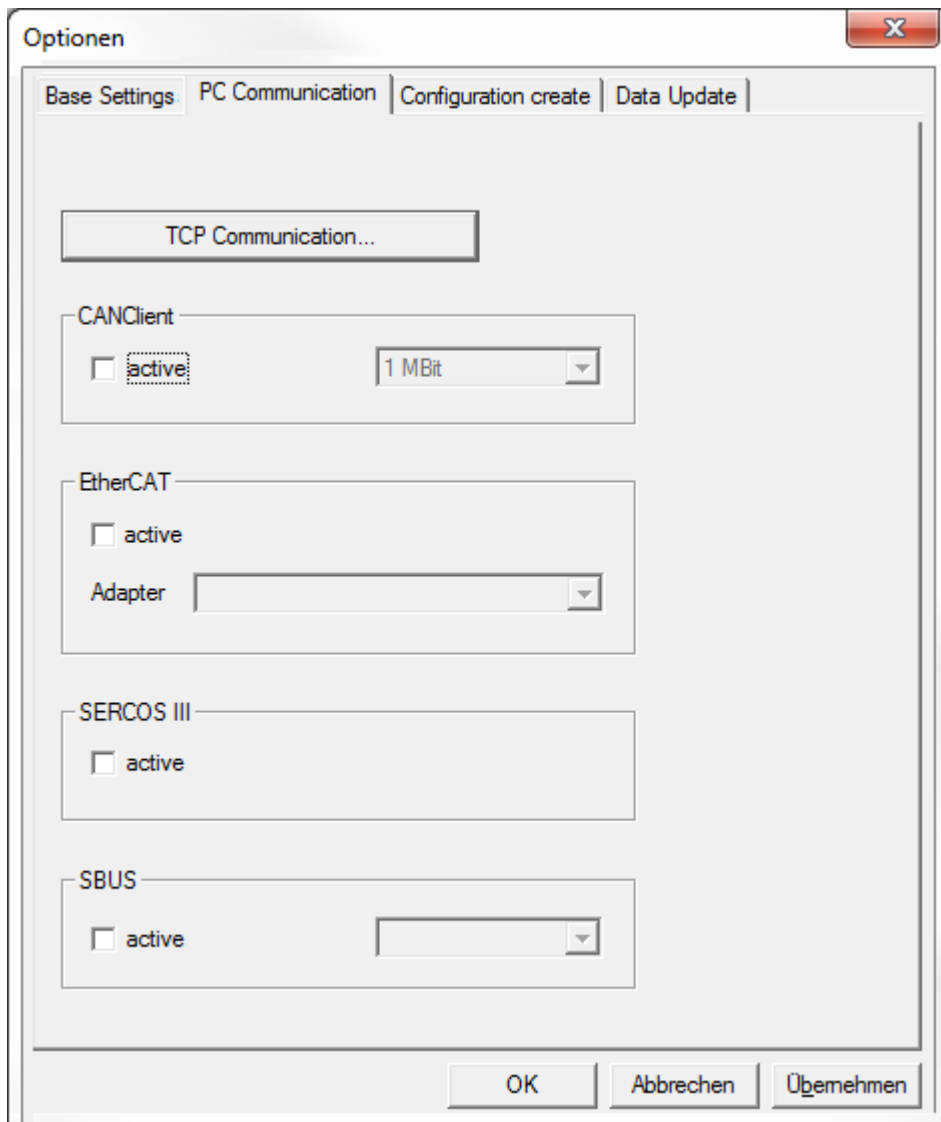 Optionen
Base Settings PC Communication Configuration create Data Update
TCP Communication...
CANClient
active 1 MBit
EtherCAT
active
Adapter
SERCOS III
active
SBUS
active
OK Abbrechen Übernehmen